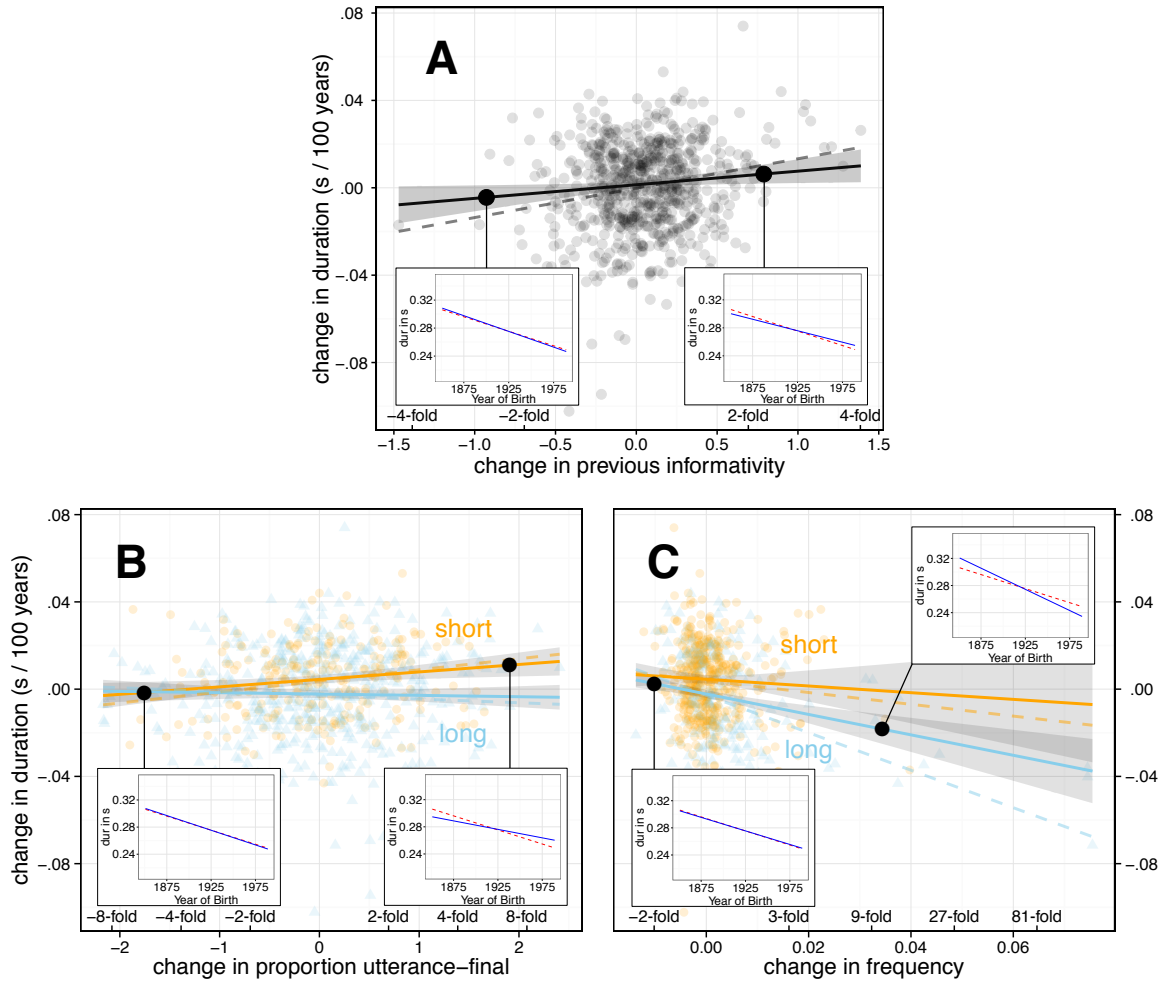 A
change in duration (s / 100 years)
.08
.04
.00
−.04
−.08
dur in s
0.32
0.28
0.24
1875 1925 1975
Year of Birth
dur in s
0.32
0.28
0.24
1875 1925 1975
Year of Birth
−4−fold −2−fold 2−fold 4−fold
−1.5 −1.0 −0.5 0.0 0.5 1.0 1.5
change in previous informativity
B
change in duration (s / 100 years)
.08
.04
.00
−.04
−.08
short
long
dur in s
0.32
0.28
0.24
1875 1925 1975
Year of Birth
dur in s
0.32
0.28
0.24
1875 1925 1975
Year of Birth
−8−fold −4−fold −2−fold 2−fold 4−fold 8−fold
−2 −1 0 1 2
change in proportion utterance−final
C
short
long
dur in s
0.32
0.28
0.24
1875 1925 1975
Year of Birth
dur in s
0.32
0.28
0.24
1875 1925 1975
Year of Birth
−2−fold 3−fold 9−fold 27−fold 81−fold
0.00 0.02 0.04 0.06
change in frequency
.08
.04
.00
−.04
−.08